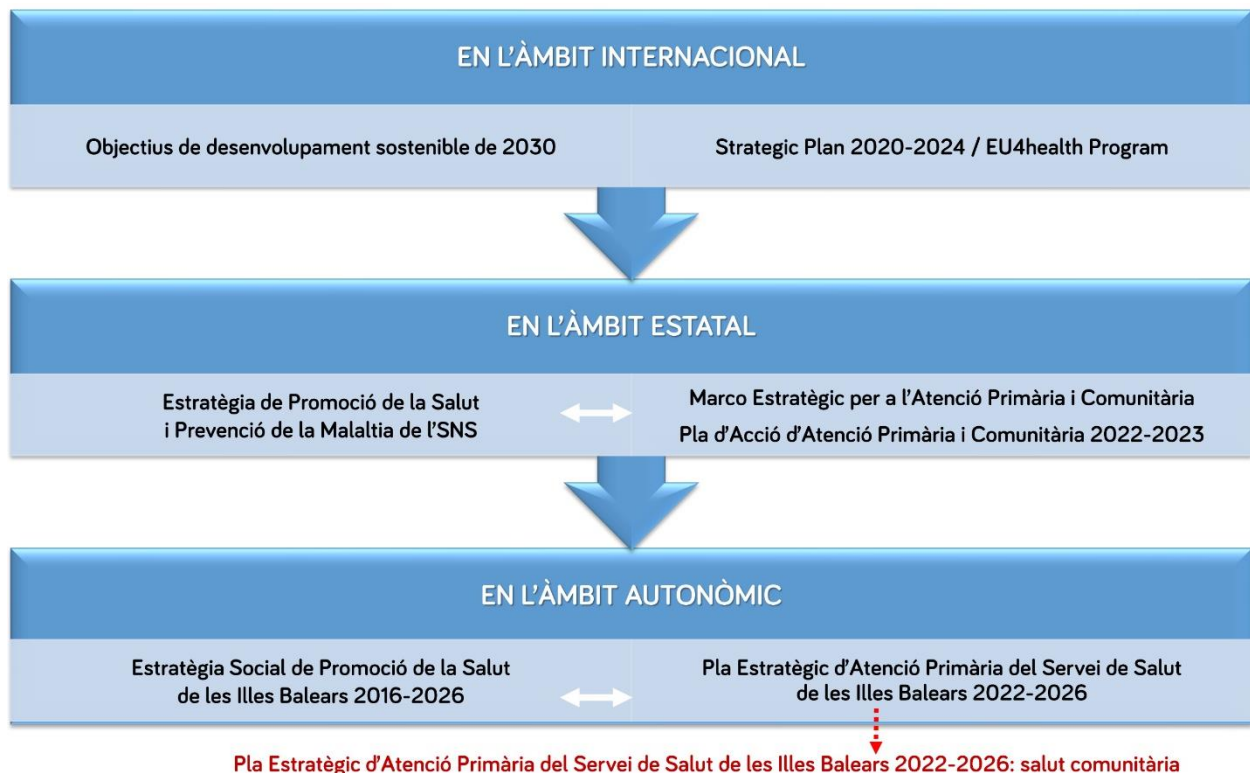 EN L'ÀMBIT INTERNACIONAL
Objectius de desenvolupament sostenible de 2030
Strategic Plan 2020-2024 / EU4health Program
EN L'ÀMBIT ESTATAL
Estratègia de Promoció de la Salut
i Prevenció de la Malaltia de l'SNS
Marco Estratègic per a l'Atenció Primària i Comunitària
Pla d'Acció d'Atenció Primària i Comunitària 2022-2023
EN L'ÀMBIT AUTONÒMIC
Estratègia Social de Promoció de la Salut
de les Illes Balears 2016-2026
Pla Estratègic d'Atenció Primària del Servei de Salut
de les Illes Balears 2022-2026
Pla Estratègic d'Atenció Primària del Servei de Salut de les Illes Balears 2022-2026: salut comunitària